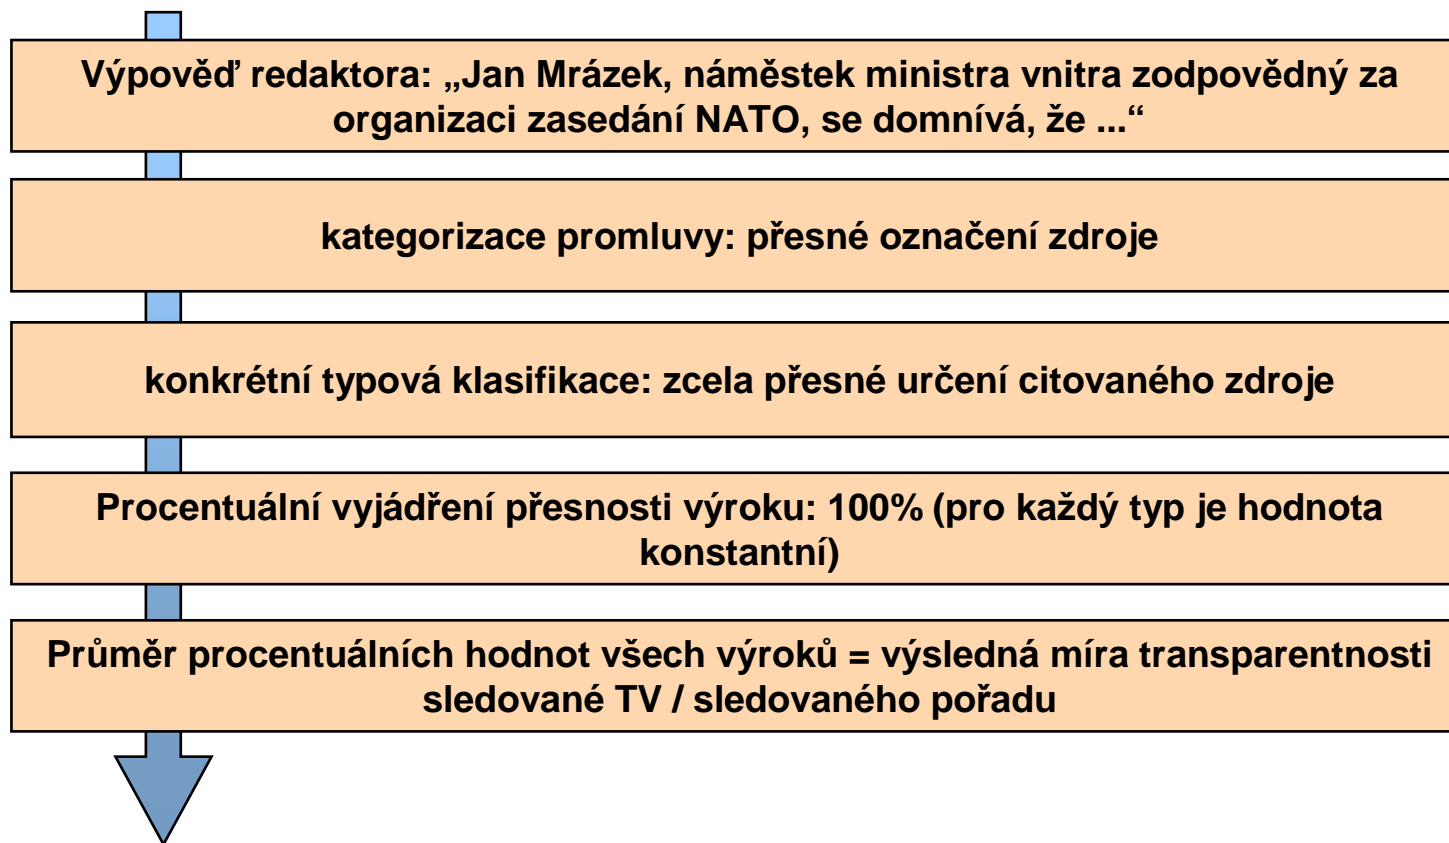 Výpověď redaktora: „Jan Mrázek, náměstek ministra vnitra zodpovědný za
organizaci zasedání NATO, se domnívá, že ...“
kategorizace promluvy: přesné označení zdroje
konkrétní typová klasifikace: zcela přesné určení citovaného zdroje
Procentuální vyjádření přesnosti výroku: 100% (pro každý typ je hodnota
konstantní)
Průměr procentuálních hodnot všech výroků = výsledná míra transparentnosti
sledované TV / sledovaného pořadu